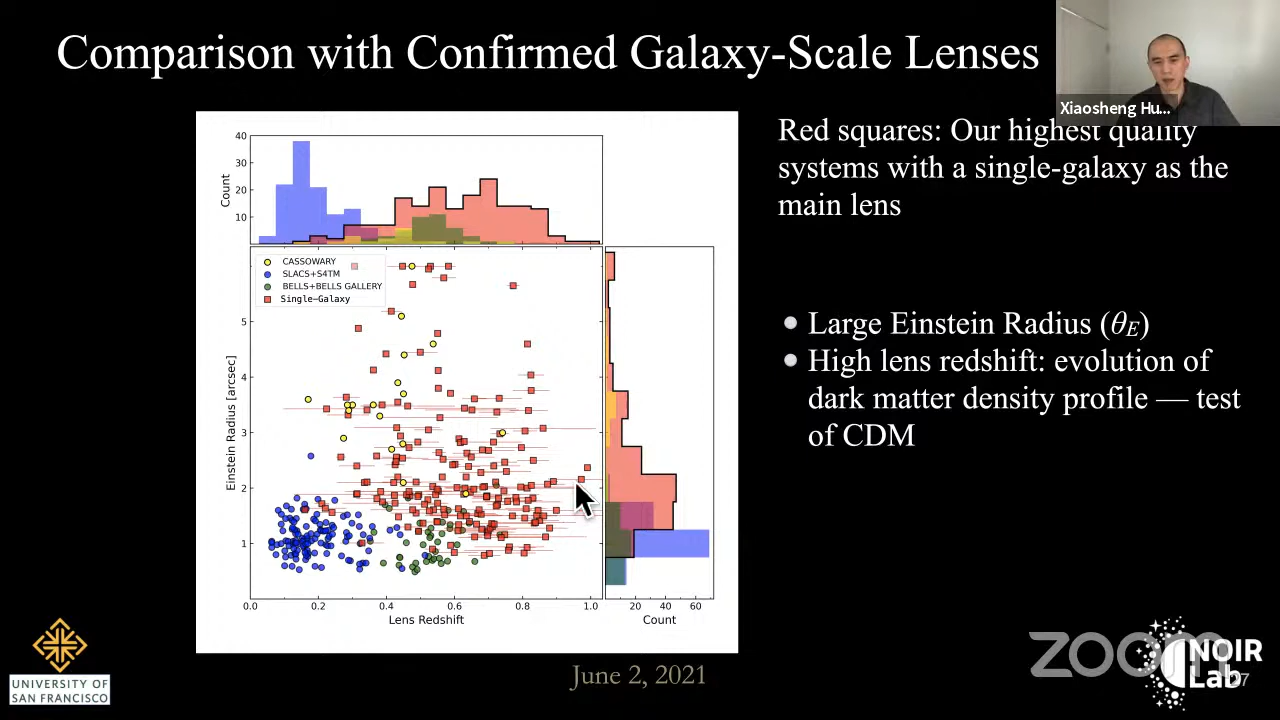 Comparison with Confirmed Galaxy-Scale Lenses
Xiaosheng Hu...
Red squares: Our highest quality
systems with a single-galaxy as the
main lens
Large Einstein Radius (θE)
High lens redshift: evolution of
dark matter density profile — test
of CDM
40
30
20
10
Count
CASSOWARY
SLACS+S4TM
BELLS+BELLS GALLERY
Single-Galaxy
5
4
3
2
1
Einstein Radius [arcsec]
0.0 0.2 0.4 0.6 0.8 1.0
Lens Redshift
20 40 60
Count
June 2, 2021
UNIVERSITY OF
SAN FRANCISCO
zoom
NOIR
Lab
27